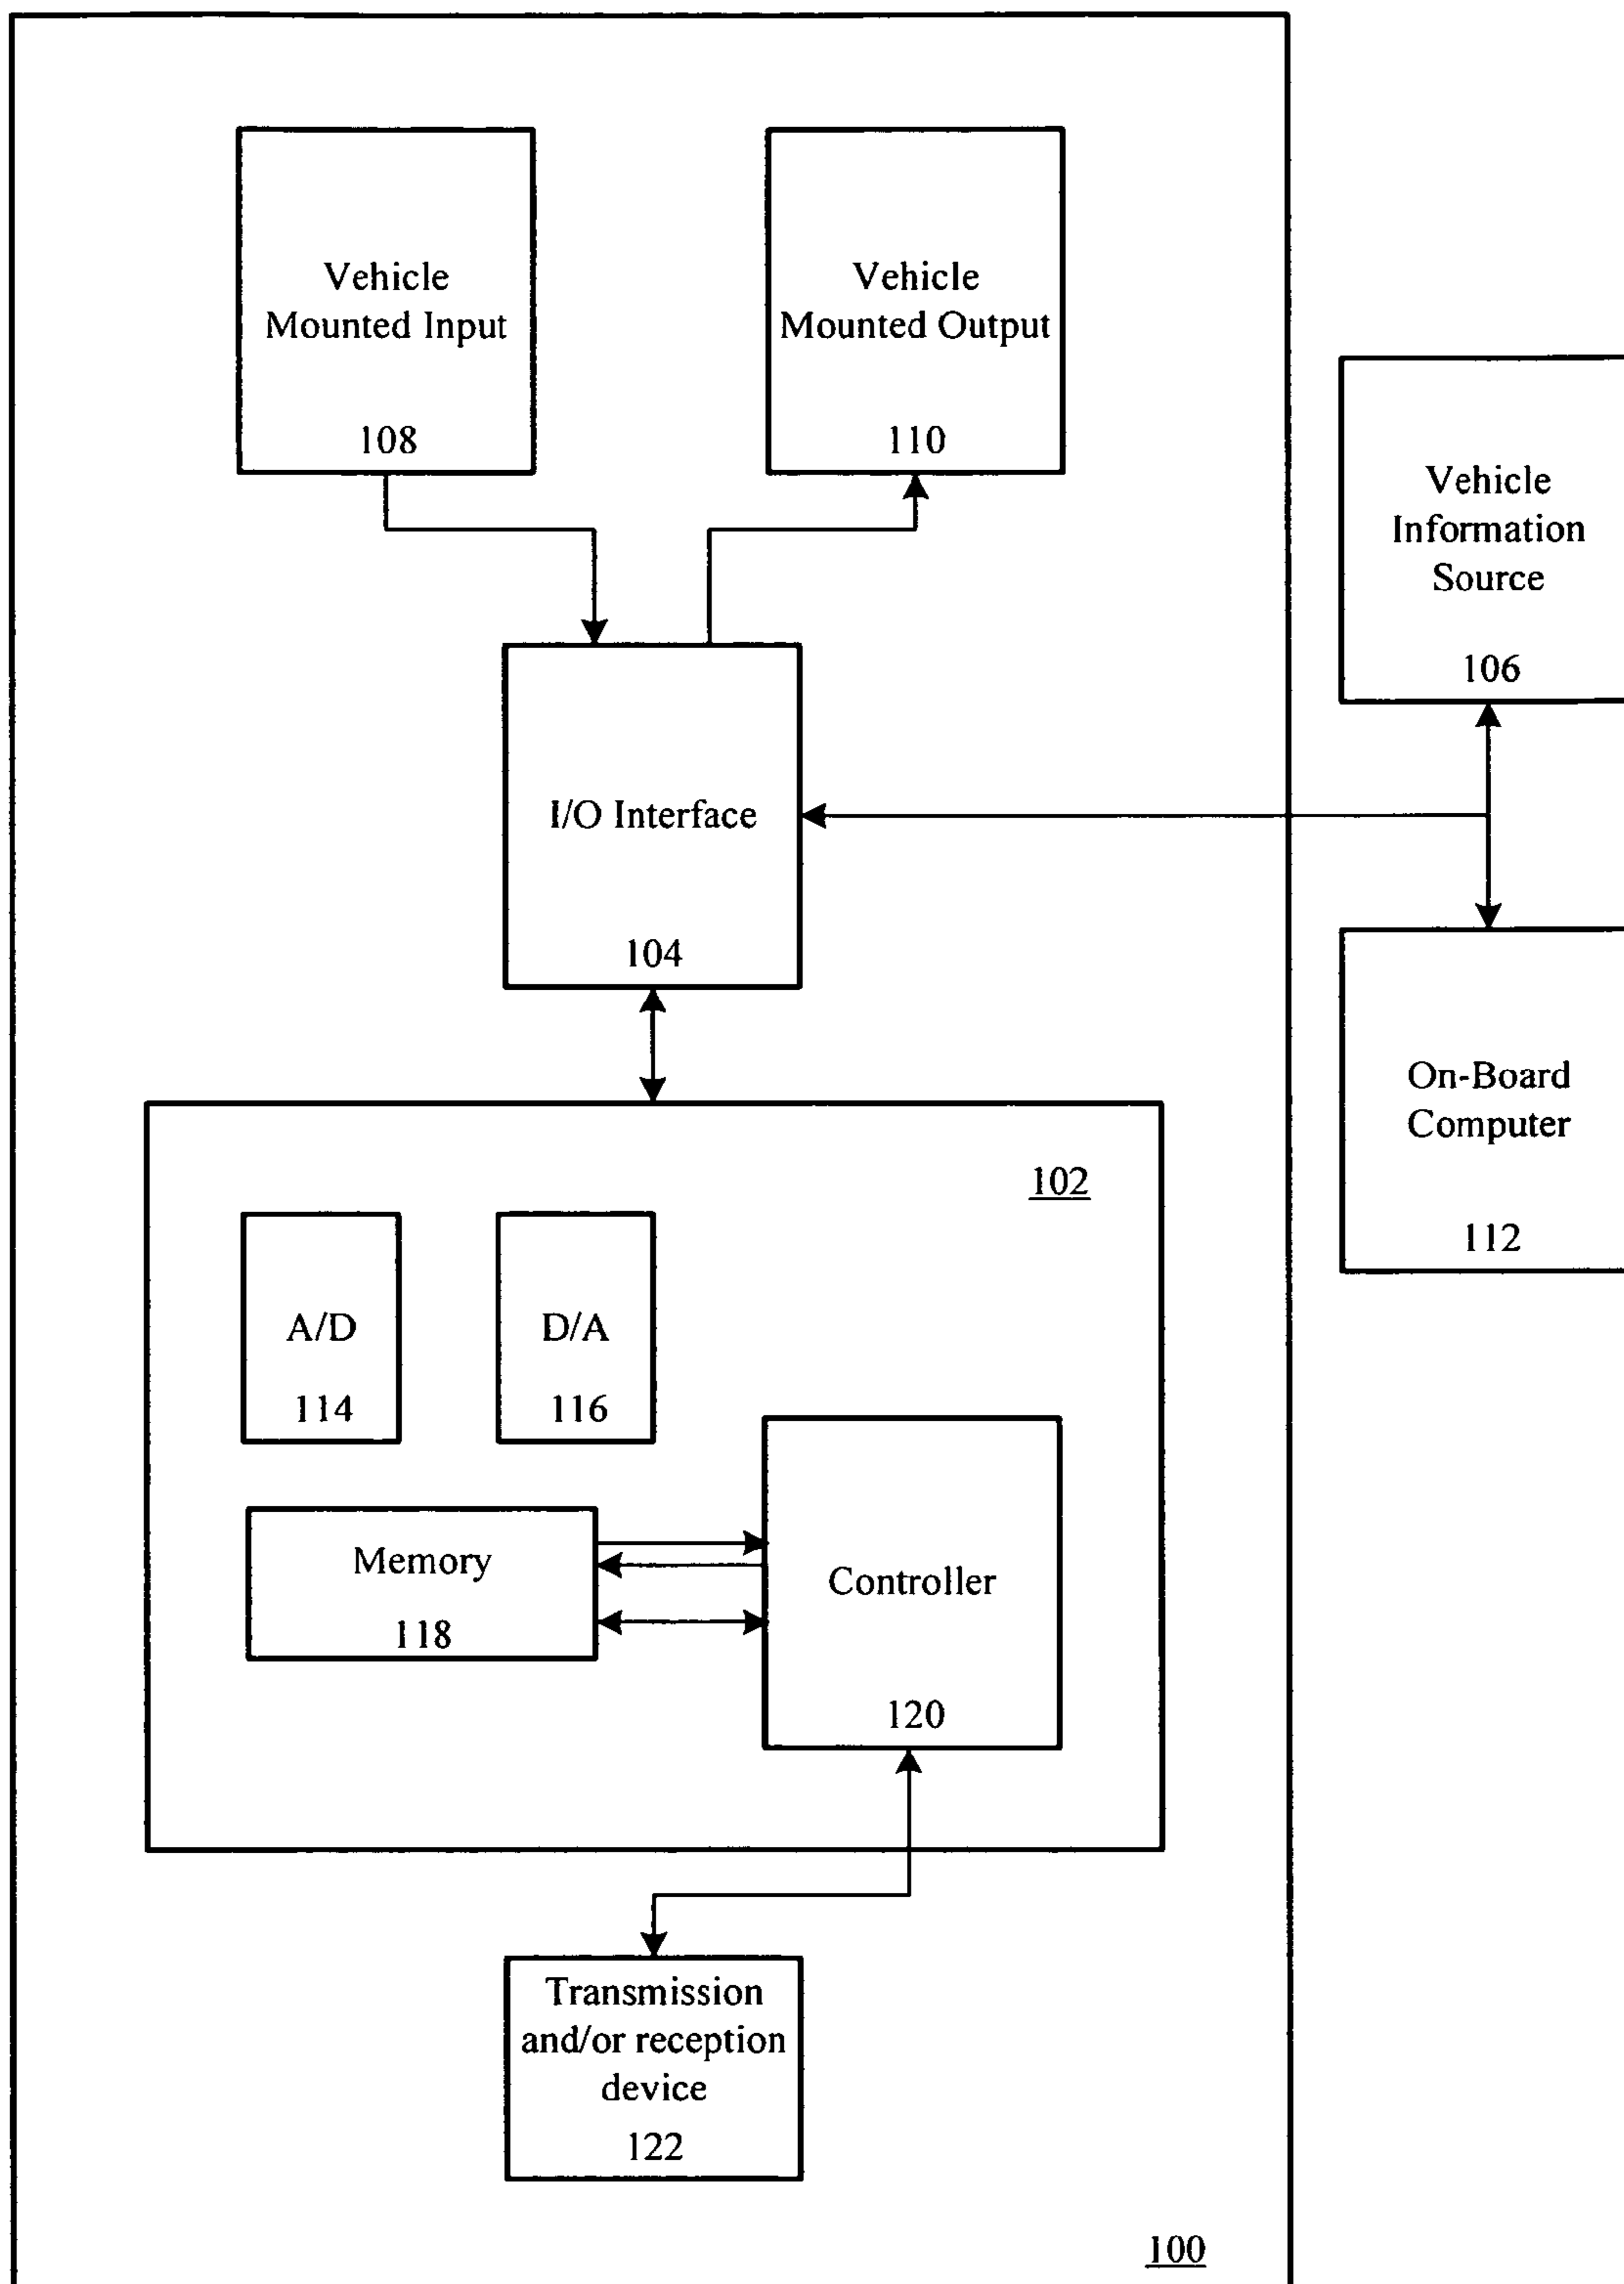 Vehicle
Mounted Input
108
Vehicle
Mounted Output
110
Vehicle
Information
Source
106
I/O Interface
104
On-Board
Computer
112
102
A/D
114
D/A
116
Memory
118
Controller
120
Transmission
and/or reception
device
122
100